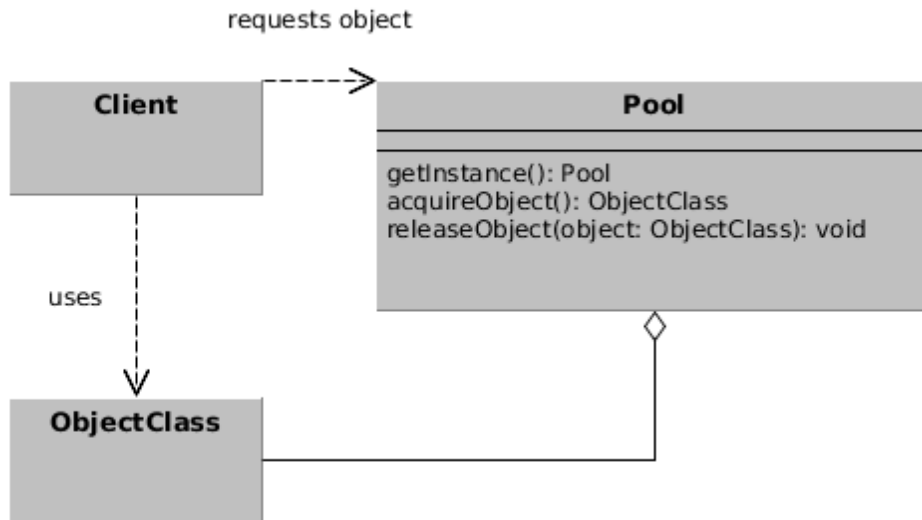 requests object
Client
Pool
getInstance(): Pool
acquireObject(): ObjectClass
releaseObject(object: ObjectClass): void
uses
ObjectClass